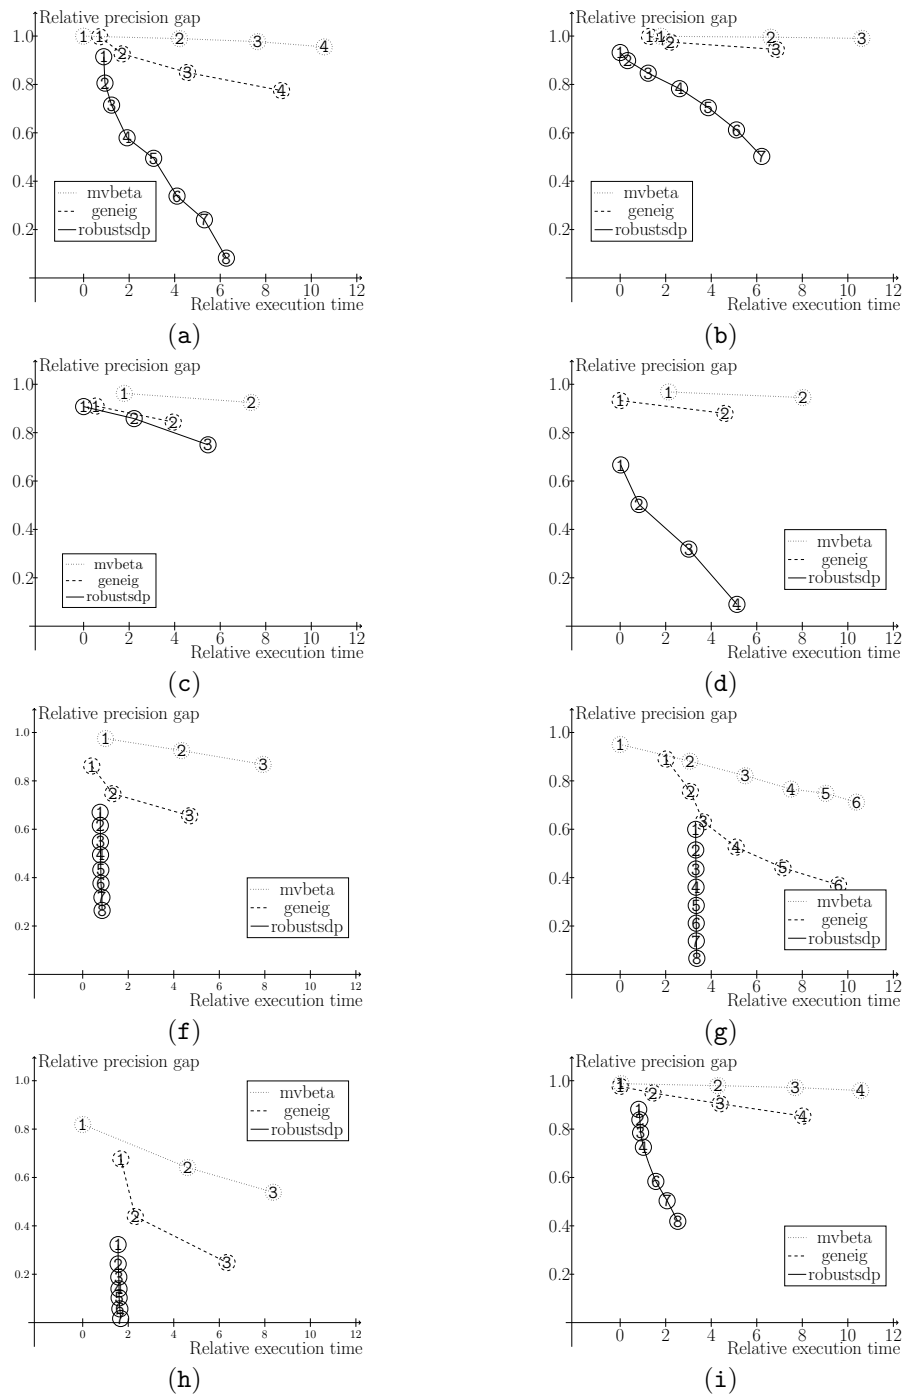 Relative precision gap
1.0
0.8
0.6
0.4
0.2
1 2 3 4
1 2 3 4
1 2 3 4 5 6 7 8
mvbeta
geneig
robustsdp
0 2 4 6 8 10 12
Relative execution time
(a)
Relative precision gap
1.0
0.8
0.6
0.4
0.2
1 2 3
1 2 3
1 2 3 4 5 6 7
mvbeta
geneig
robustsdp
0 2 4 6 8 10 12
Relative execution time
(b)
Relative precision gap
1.0
0.8
0.6
0.4
0.2
1 2
1 2
1 2 3
mvbeta
geneig
robustsdp
0 2 4 6 8 10 12
Relative execution time
(c)
Relative precision gap
1.0
0.8
0.6
0.4
0.2
1 2
1 2
1 2 3 4
mvbeta
geneig
robustsdp
0 2 4 6 8 10 12
Relative execution time
(d)
Relative precision gap
1.0
0.8
0.6
0.4
0.2
1 2 3
1 2 3
1 2 3 4 5 6 7 8
mvbeta
geneig
robustsdp
0 2 4 6 8 10 12
Relative execution time
(f)
Relative precision gap
1.0
0.8
0.6
0.4
0.2
1 2 3 4 5 6
1 2 3 4 5 6
1 2 3 4 5 6 7 8
mvbeta
geneig
robustsdp
0 2 4 6 8 10 12
Relative execution time
(g)
Relative precision gap
1.0
0.8
0.6
0.4
0.2
1 2 3
1 2 3
1 2 3 4 5 6 7
mvbeta
geneig
robustsdp
0 2 4 6 8 10 12
Relative execution time
(h)
Relative precision gap
1.0
0.8
0.6
0.4
0.2
1 2 3 4
1 2 3 4
1 2 3 4 6 7 8
mvbeta
geneig
robustsdp
0 2 4 6 8 10 12
Relative execution time
(i)